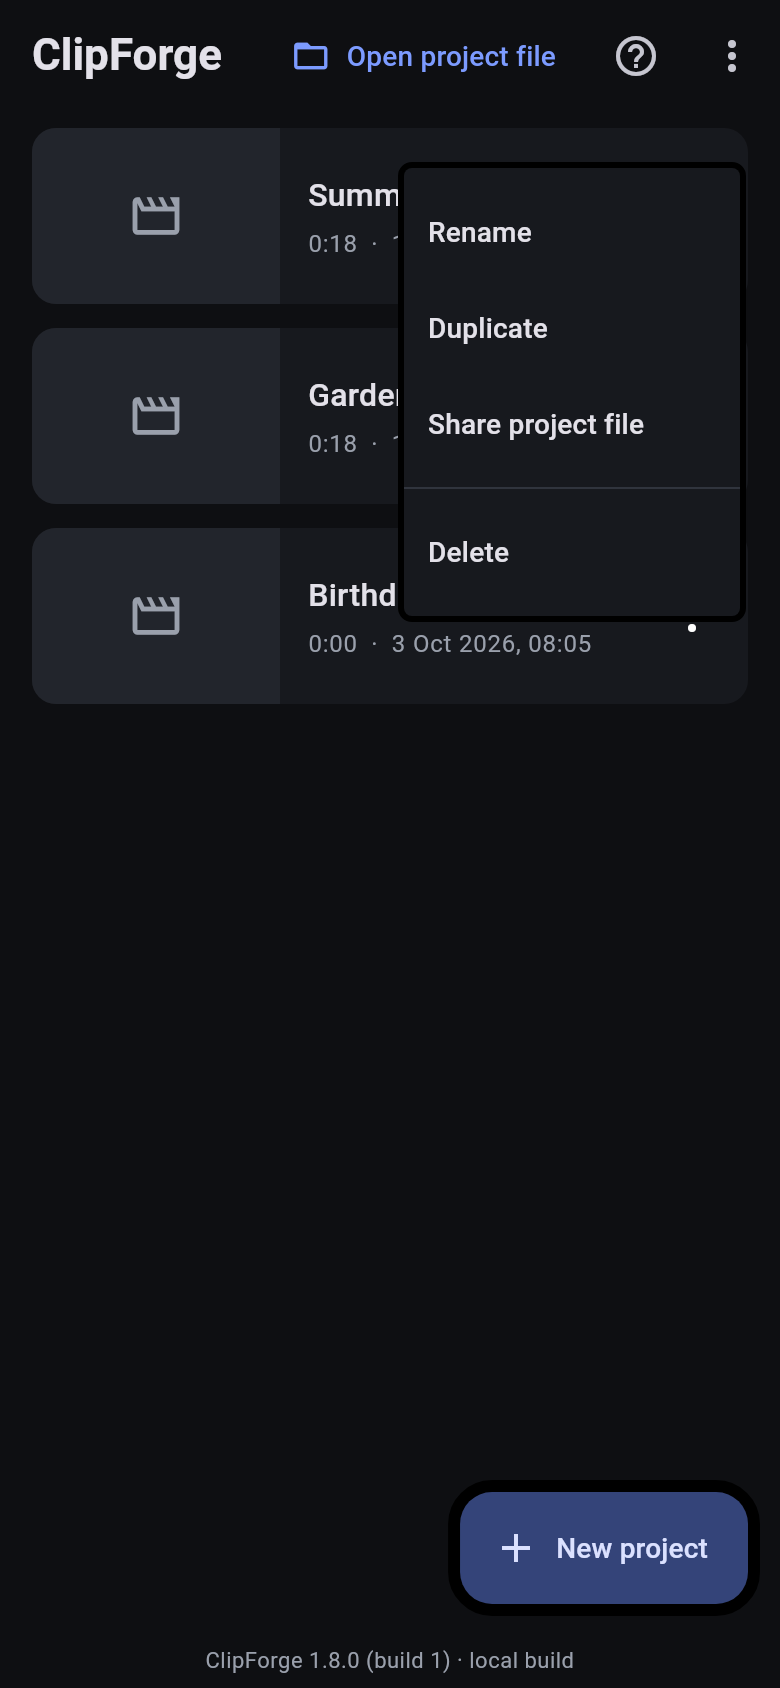 ClipForge
Open project file
Summ
0:18 ·
Rename
Duplicate
Share project file
Delete
Garde
0:18 ·
Birthd
0:00 · 3 Oct 2026, 08:05
New project
ClipForge 1.8.0 (build 1) · local build